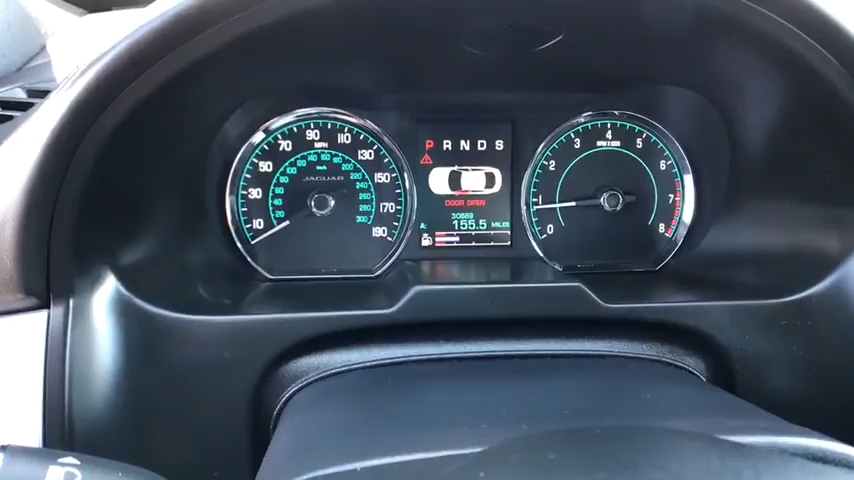 P R N D S
DOOR OPEN
30689
A: 155.5 MILES
10 30 50 70 90 110 130 150 170 190
MPH
20 40 60 80 100 120 140 160 180 200 220 240 260 280 300
km/h
JAGUAR
0 1 2 3 4 5 6 7 8
RPM X 1000